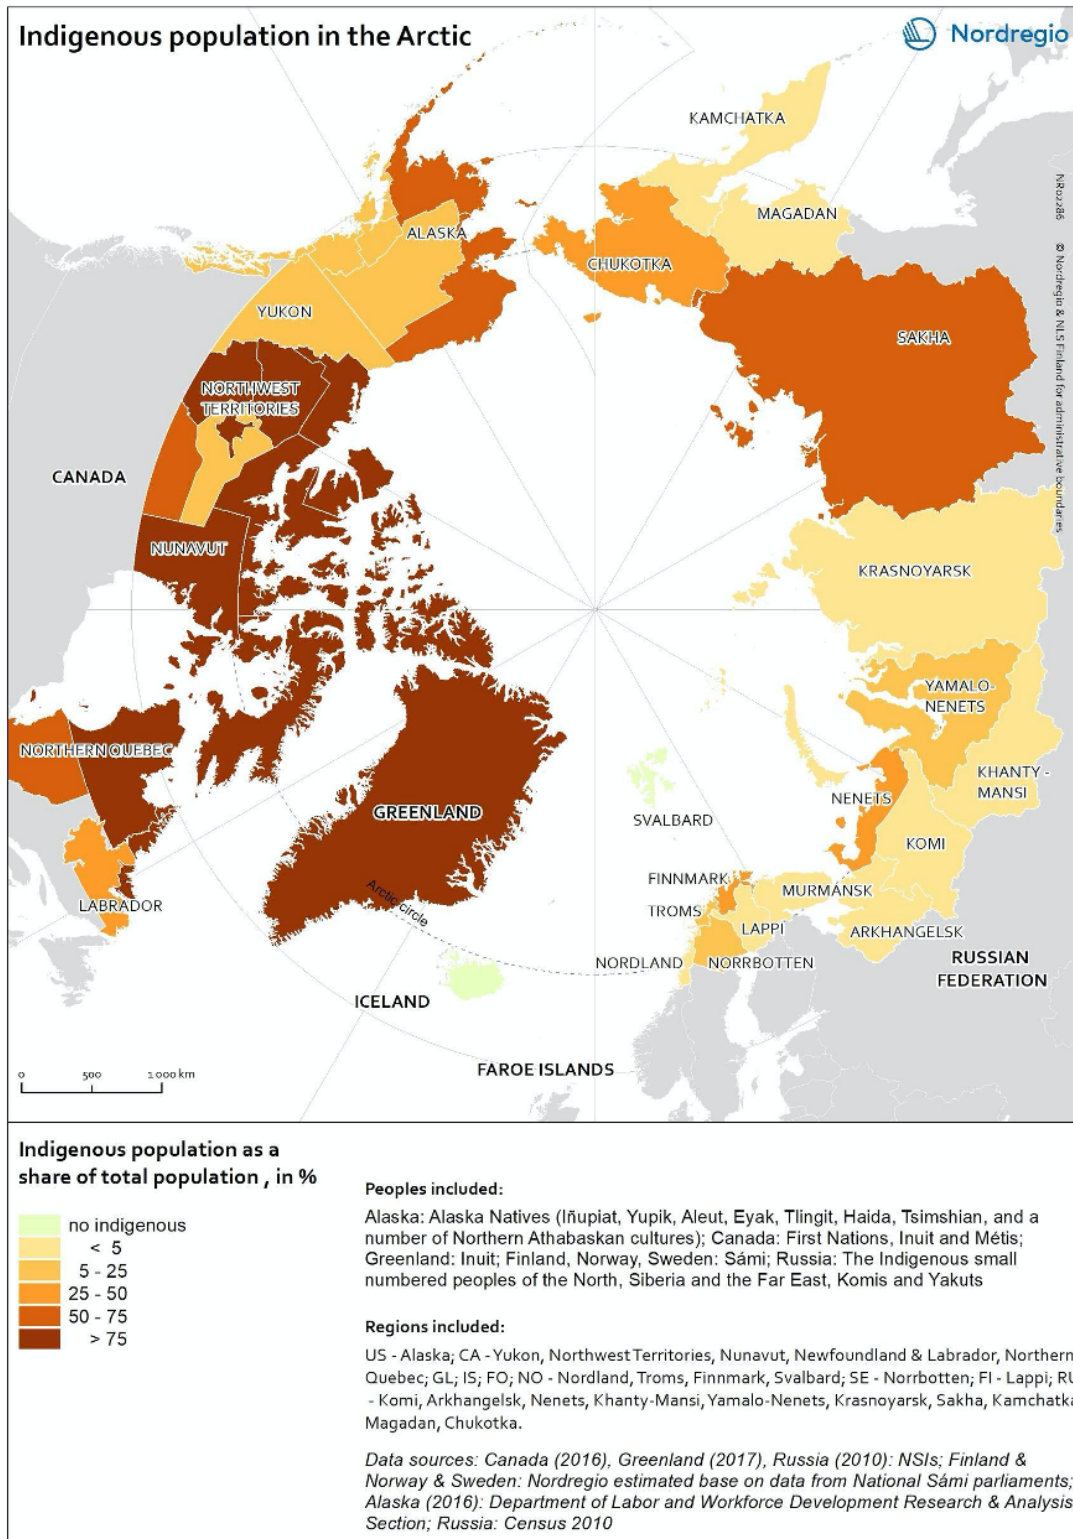 Indigenous population in the Arctic
Nordregio
KAMCHATKA
MAGADAN
ALASKA
CHUKOTKA
YUKON
SAKHA
NORTHWEST
TERRITORIES
CANADA
NUNAVUT
KRASNOYARSK
YAMALO-
NENETS
NORTHERN QUEBEC
KHANTY -
MANSI
NENETS
GREENLAND
SVALBARD
KOMI
FINNMARK
MURMANSK
LABRADOR
Arctic circle
TROMS
LAPPI
ARKHANGELSK
NORDLAND
NORRBOTTEN
RUSSIAN
FEDERATION
ICELAND
FAROE ISLANDS
NR02286 © Nordregio & NLS Finland for administrative boundaries
0 500 1 000 km
Indigenous population as a
share of total population , in %
no indigenous
< 5
5 - 25
25 - 50
50 - 75
> 75
Peoples included:
Alaska: Alaska Natives (Iñupiat, Yupik, Aleut, Eyak, Tlingit, Haida, Tsimshian, and a
number of Northern Athabaskan cultures); Canada: First Nations, Inuit and Métis;
Greenland: Inuit; Finland, Norway, Sweden: Sámi; Russia: The Indigenous small
numbered peoples of the North, Siberia and the Far East, Komis and Yakuts
Regions included:
US - Alaska; CA - Yukon, Northwest Territories, Nunavut, Newfoundland & Labrador, Northern
Quebec; GL; IS; FO; NO - Nordland, Troms, Finnmark, Svalbard; SE - Norrbotten; FI - Lappi; RU
- Komi, Arkhangelsk, Nenets, Khanty-Mansi, Yamalo-Nenets, Krasnoyarsk, Sakha, Kamchatka
Magadan, Chukotka.
Data sources: Canada (2016), Greenland (2017), Russia (2010): NSIs; Finland &
Norway & Sweden: Nordregio estimated base on data from National Sámi parliaments;
Alaska (2016): Department of Labor and Workforce Development Research & Analysis
Section; Russia: Census 2010